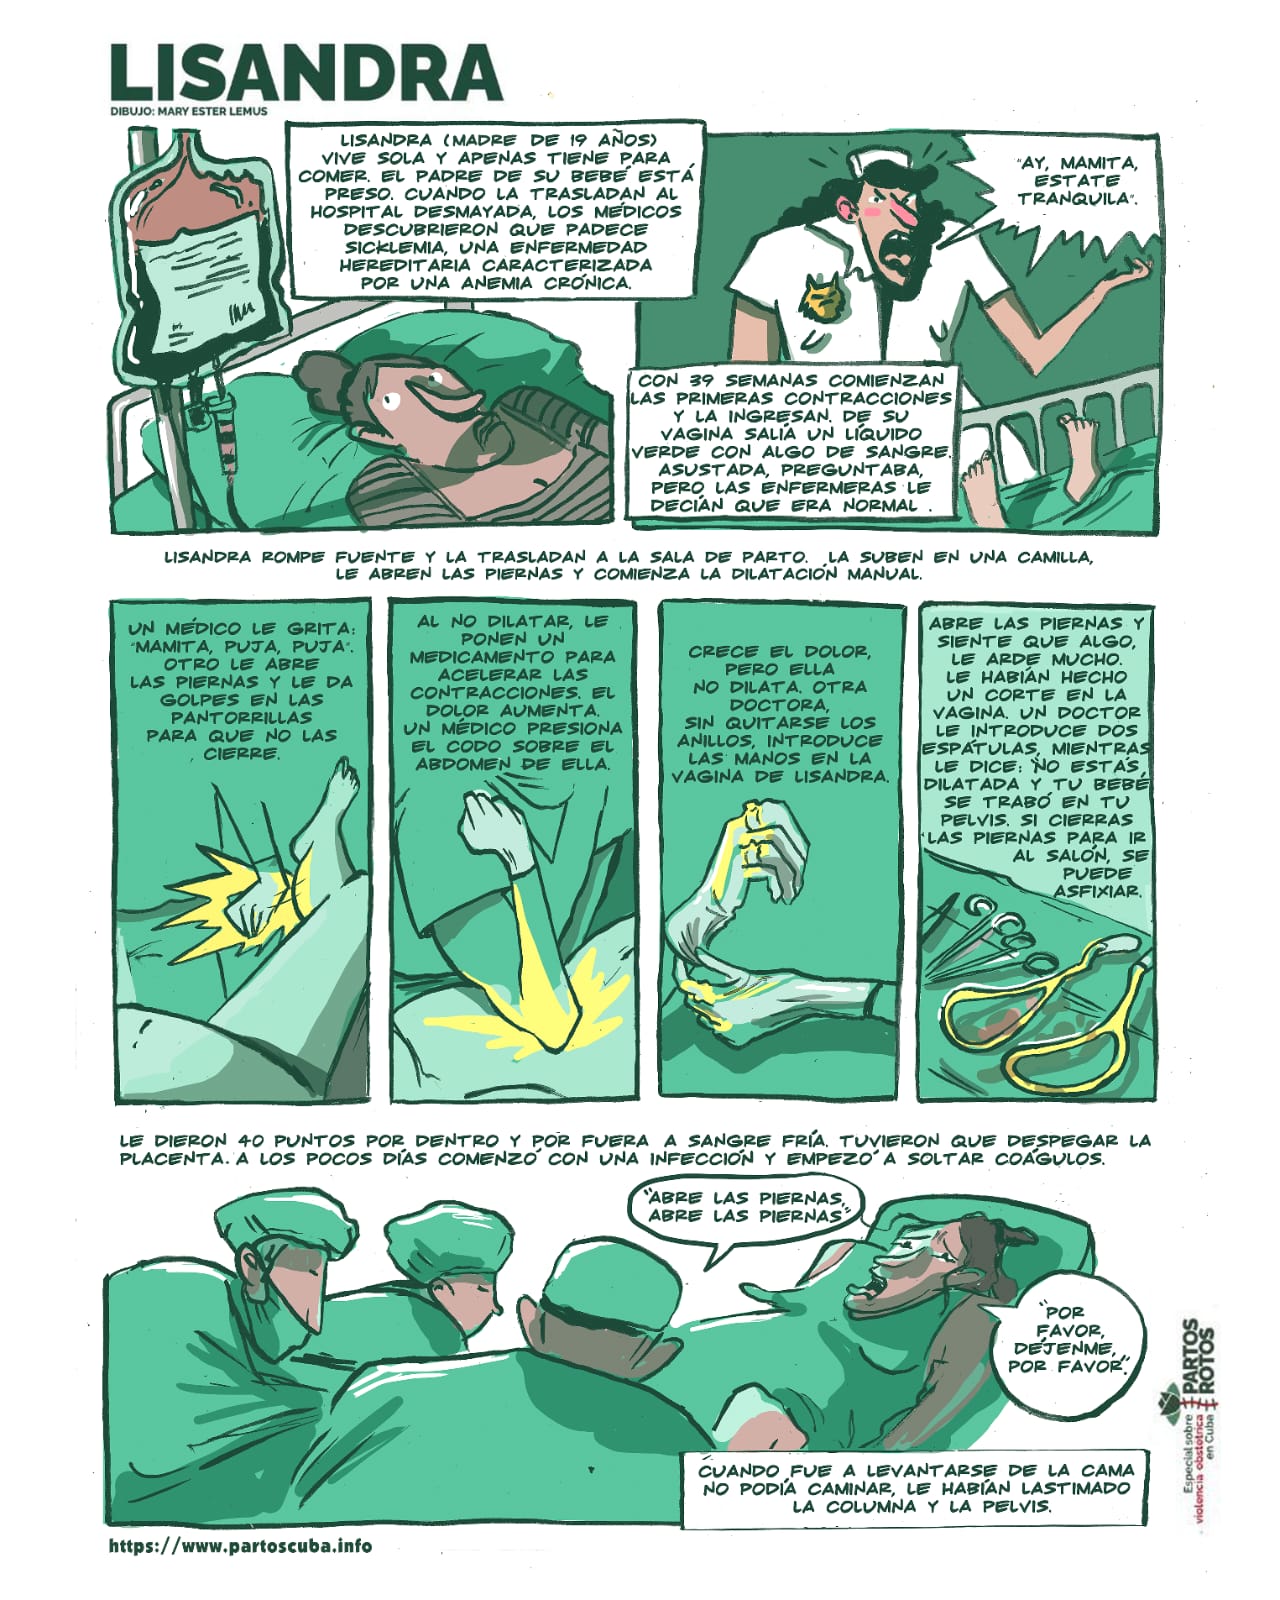 LISANDRA
DIBUJO: MARY ESTER LEMUS
LISANDRA (MADRE DE 19 AÑOS)
VIVE SOLA Y APENAS TIENE PARA
COMER. EL PADRE DE SU BEBÉ ESTÁ
PRESO. CUANDO LA TRASLADAN AL
HOSPITAL DESMAYADA, LOS MÉDICOS
DESCUBRIERON QUE PADECE
SICKLEMIA, UNA ENFERMEDAD
HEREDITARIA CARACTERIZADA
POR UNA ANEMIA CRÓNICA.
"AY, MAMITA,
ESTATE
TRANQUILA".
CON 39 SEMANAS COMIENZAN
LAS PRIMERAS CONTRACCIONES
Y LA INGRESAN. DE SU
VAGINA SALÍA UN LÍQUIDO
VERDE CON ALGO DE SANGRE.
ASUSTADA, PREGUNTABA,
PERO LAS ENFERMERAS LE
DECÍAN QUE ERA NORMAL .
LISANDRA ROMPE FUENTE Y LA TRASLADAN A LA SALA DE PARTO. LA SUBEN EN UNA CAMILLA,
LE ABREN LAS PIERNAS Y COMIENZA LA DILATACIÓN MANUAL.
UN MÉDICO LE GRITA:
"MAMITA, PUJA, PUJA".
OTRO LE ABRE
LAS PIERNAS Y LE DA
GOLPES EN LAS
PANTORRILLAS
PARA QUE NO LAS
CIERRE.
AL NO DILATAR, LE
PONEN UN
MEDICAMENTO PARA
ACELERAR LAS
CONTRACCIONES. EL
DOLOR AUMENTA.
UN MÉDICO PRESIONA
EL CODO SOBRE EL
ABDOMEN DE ELLA.
CRECE EL DOLOR,
PERO ELLA
NO DILATA. OTRA
DOCTORA,
SIN QUITARSE LOS
ANILLOS, INTRODUCE
LAS MANOS EN LA
VAGINA DE LISANDRA.
ABRE LAS PIERNAS Y
SIENTE QUE ALGO,
LE ARDE MUCHO.
LE HABÍAN HECHO
UN CORTE EN LA
VAGINA. UN DOCTOR
LE INTRODUCE DOS
ESPÁTULAS, MIENTRAS
LE DICE: NO ESTÁS
DILATADA Y TU BEBÉ
SE TRABÓ EN TU
PELVIS. SI CIERRAS
LAS PIERNAS PARA IR
AL SALÓN, SE
PUEDE
ASFIXIAR.
LE DIERON 40 PUNTOS POR DENTRO Y POR FUERA A SANGRE FRÍA. TUVIERON QUE DESPEGAR LA
PLACENTA. A LOS POCOS DÍAS COMENZÓ CON UNA INFECCIÓN Y EMPEZÓ A SOLTAR COÁGULOS.
"ABRE LAS PIERNAS,
ABRE LAS PIERNAS"
"POR
FAVOR,
DÉJENME,
POR FAVOR".
CUANDO FUE A LEVANTARSE DE LA CAMA
NO PODÍA CAMINAR, LE HABÍAN LASTIMADO
LA COLUMNA Y LA PELVIS.
Especial sobre
violencia obstétrica
en Cuba
PARTOS
ROTOS
https://www.partoscuba.info